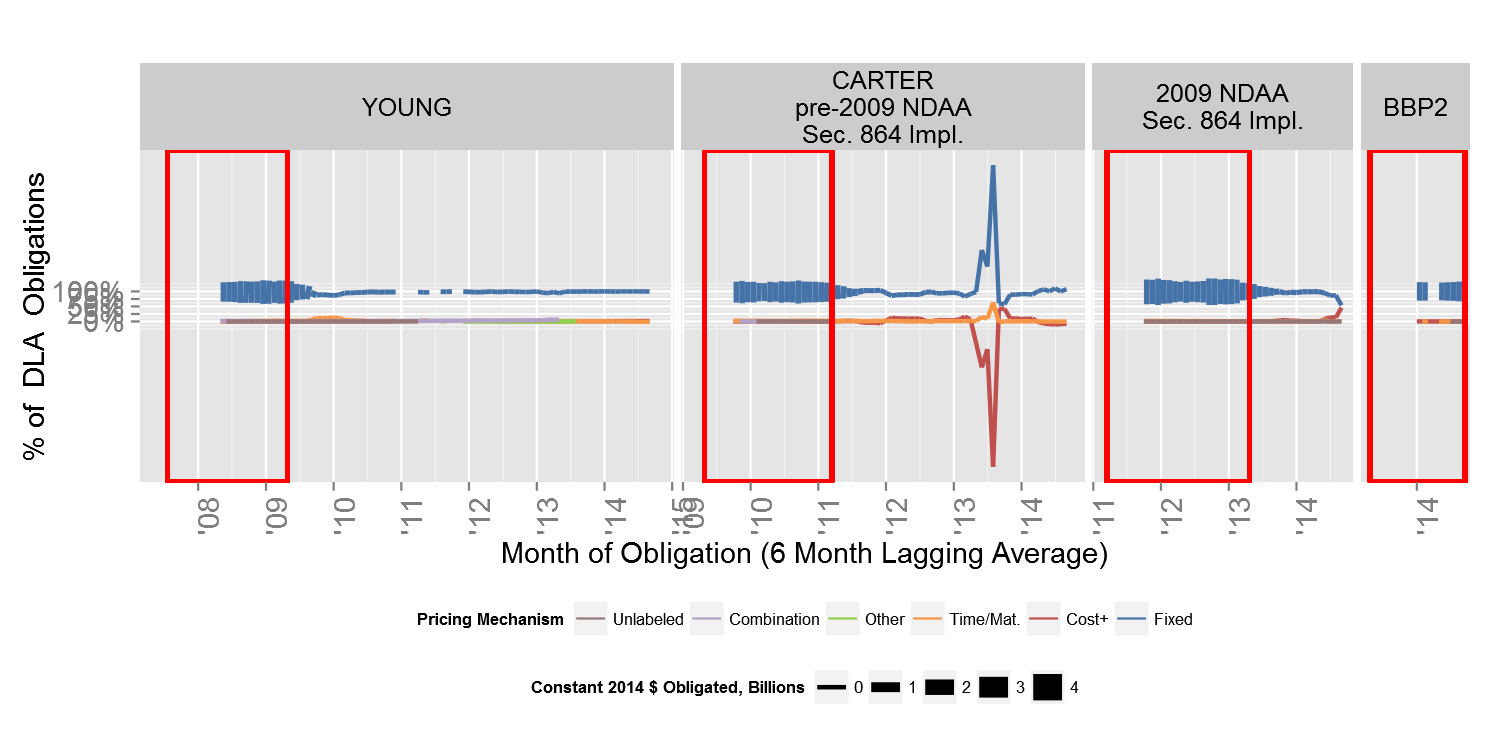 YOUNG
CARTER
pre-2009 NDAA
Sec. 864 Impl.
2009 NDAA
Sec. 864 Impl.
BBP2
% of DLA Obligations
100%
0%
'08
'09
'10
'11
'12
'13
'14
'15
'09
'10
'11
'12
'13
'14
'11
'12
'13
'14
'14
Month of Obligation (6 Month Lagging Average)
Pricing Mechanism Unlabeled Combination Other Time/Mat. Cost+ Fixed
Constant 2014 $ Obligated, Billions 0 1 2 3 4